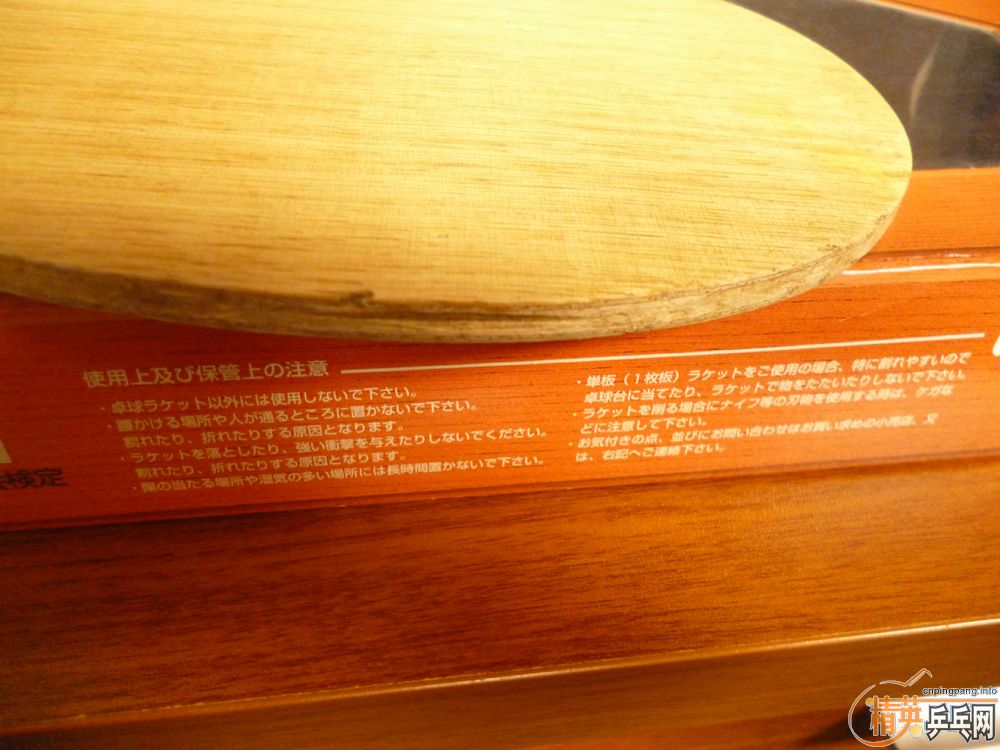 使用上及び保管上の注意
・卓球ラケット以外には使用しないで下さい。
・腰かける場所や人が通るところに置かないで下さい。
割れたり、折れたりする原因となります。
・ラケットを落としたり、強い衝撃を与えたりしないでください。
割れたり、折れたりする原因となります。
・陽の当たる場所や湿気の多い場所には長時間置かないで下さい。
・単板（1枚板）ラケットをご使用の場合、特に割れやすいので
卓球台に当てたり、ラケットで物をたたいたりしないで下さい。
・ラケットを削る場合にナイフ等の刃物を使用する際は、ケガな
どに注意して下さい。
・お気付きの点、並びにお問い合わせはお買い求めの小売店、又
は、右記へご連絡下さい。
検定
cnpingpang.info
精英乒乓网